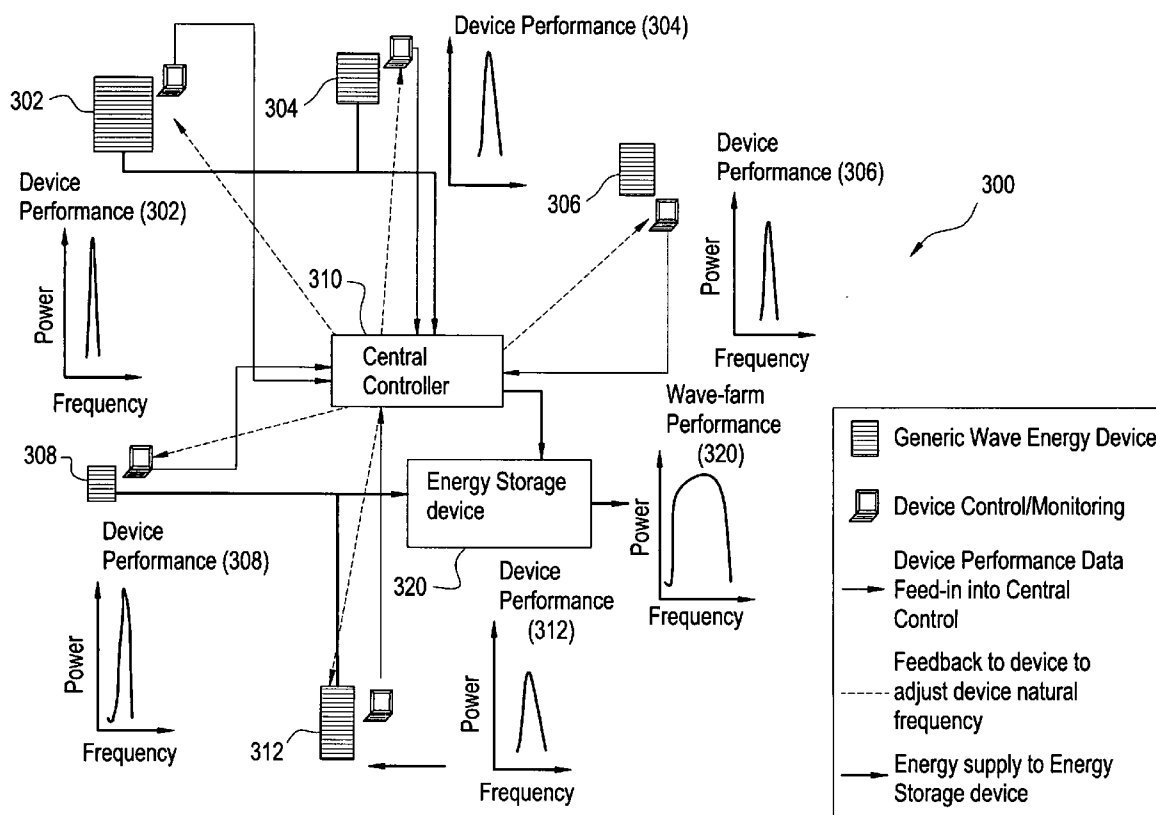 Device Performance (304)
302
304
Device
Performance (306)
306
300
Device
Performance (302)
Power
Frequency
310
Central
Controller
Power
Frequency
Wave-farm
Performance
(320)
Power
Frequency
308
Energy Storage
device
320
Device
Performance (308)
Power
Frequency
Device
Performance
(312)
Power
Frequency
312
Generic Wave Energy Device
Device Control/Monitoring
Device Performance Data
Feed-in into Central
Control
Feedback to device to
adjust device natural
frequency
Energy supply to Energy
Storage device